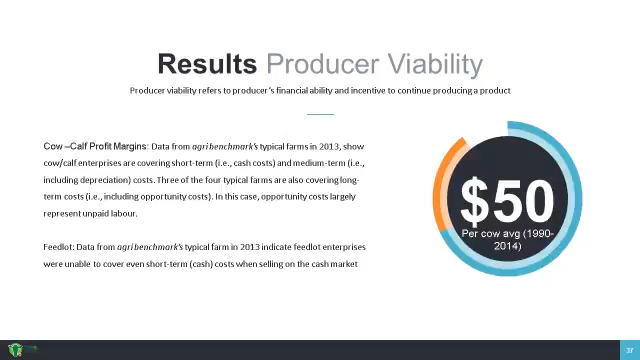 Results Producer Viability
Producer viability refers to producer's financial ability and incentive to continue producing a product
Cow –Calf Profit Margins: Data from agri benchmark's typical farms in 2013, show
cow/calf enterprises are covering short-term (i.e., cash costs) and medium-term (i.e.,
including depreciation) costs. Three of the four typical farms are also covering long-
term costs (i.e., including opportunity costs). In this case, opportunity costs largely
represent unpaid labour.
Feedlot: Data from agri benchmark's typical farm in 2013 indicate feedlot enterprises
were unable to cover even short-term (cash) costs when selling on the cash market
$50
Per cow avg (1990-
2014)
37